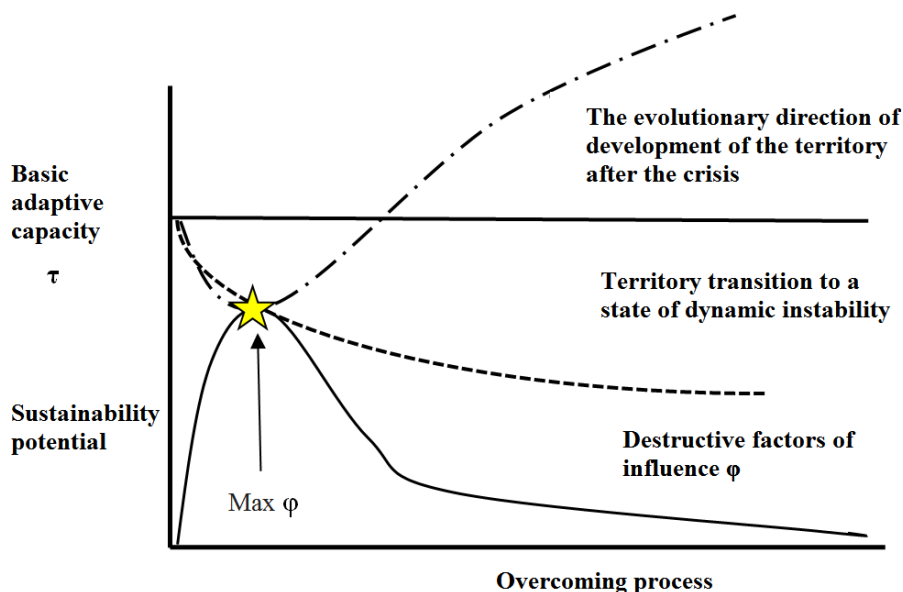 The evolutionary direction of
development of the territory
after the crisis
Basic
adaptive
capacity
τ
Territory transition to a
state of dynamic instability
Sustainability
potential
Destructive factors of
influence φ
Max φ
Overcoming process